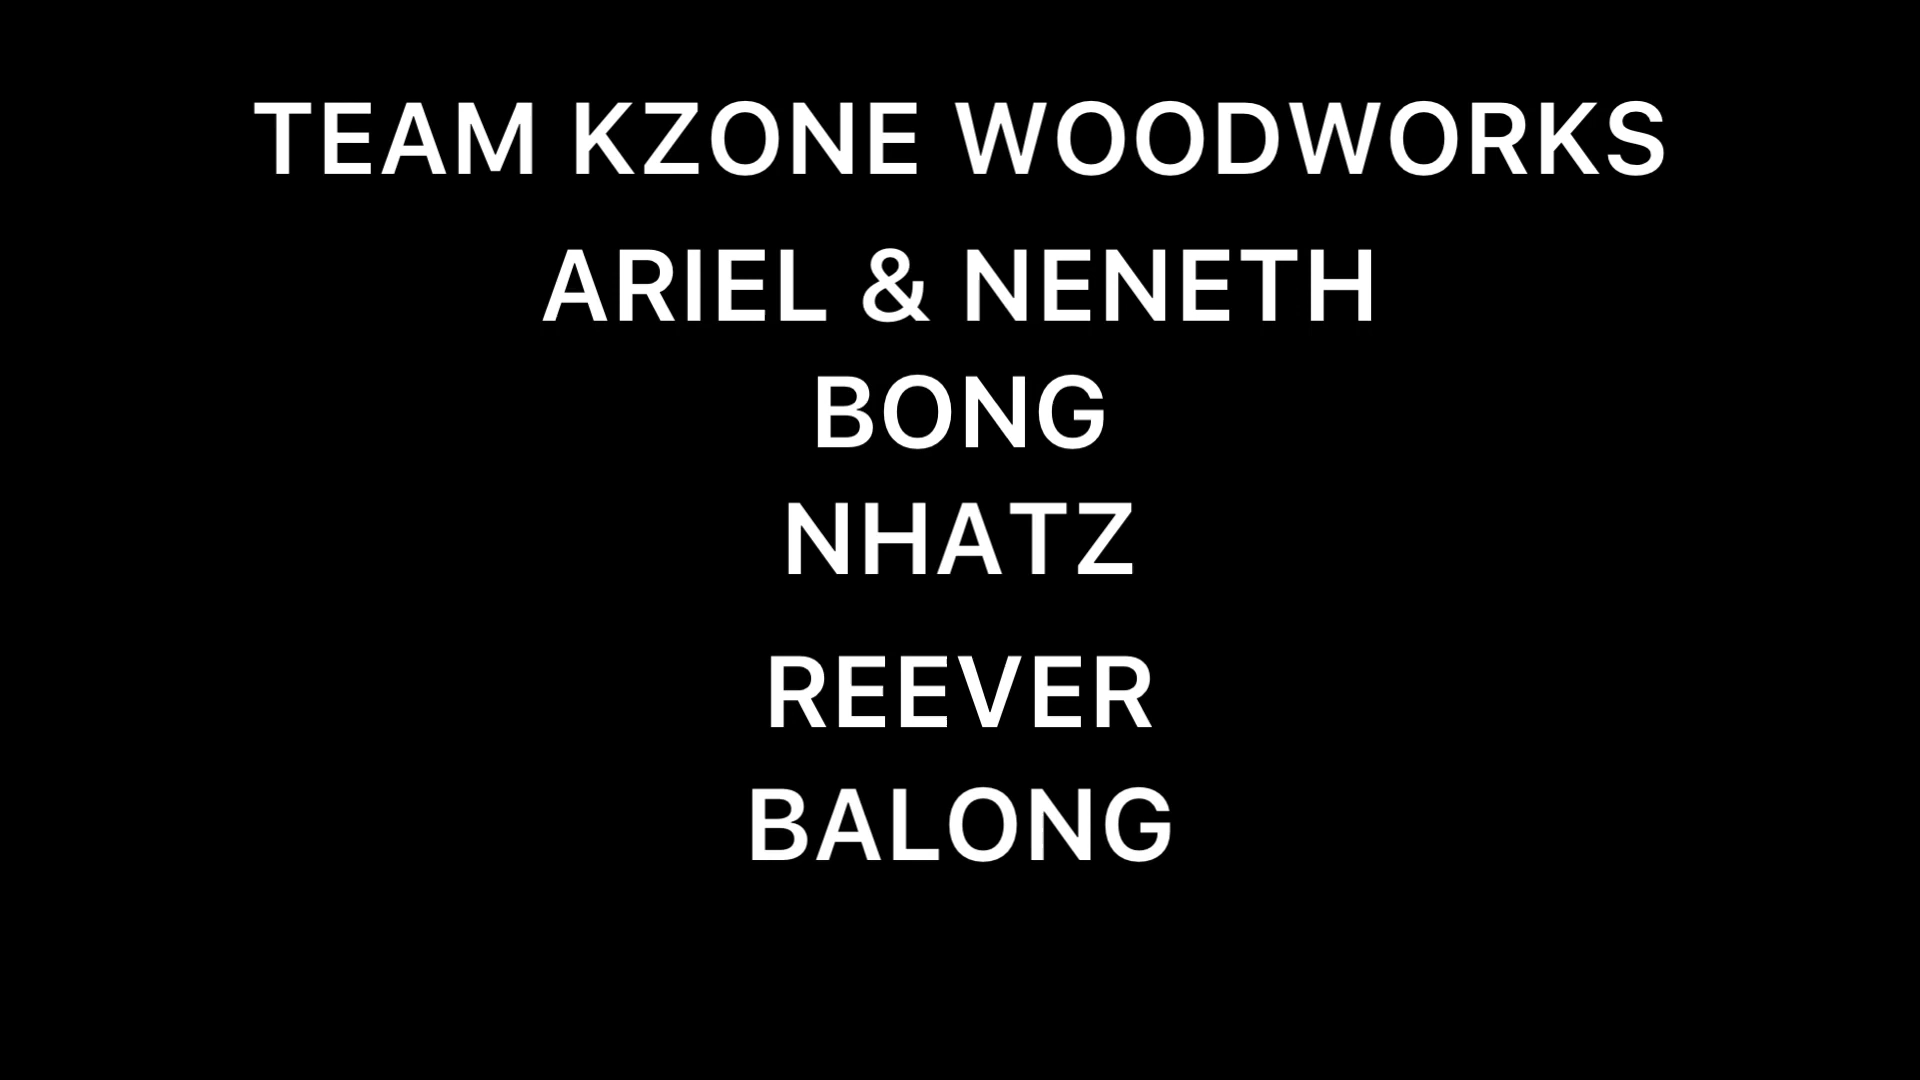 TEAM KZONE WOODWORKS
ARIEL & NENETH
BONG
NHATZ
REEVER
BALONG